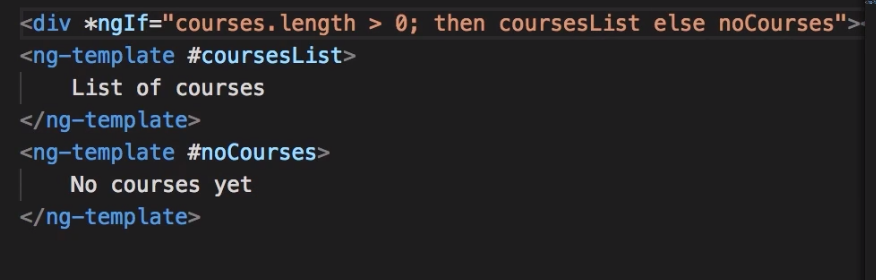 <div *ngIf="courses.length > 0; then coursesList else noCourses">
<ng-template #coursesList>
List of courses
</ng-template>
<ng-template #noCourses>
No courses yet
</ng-template>